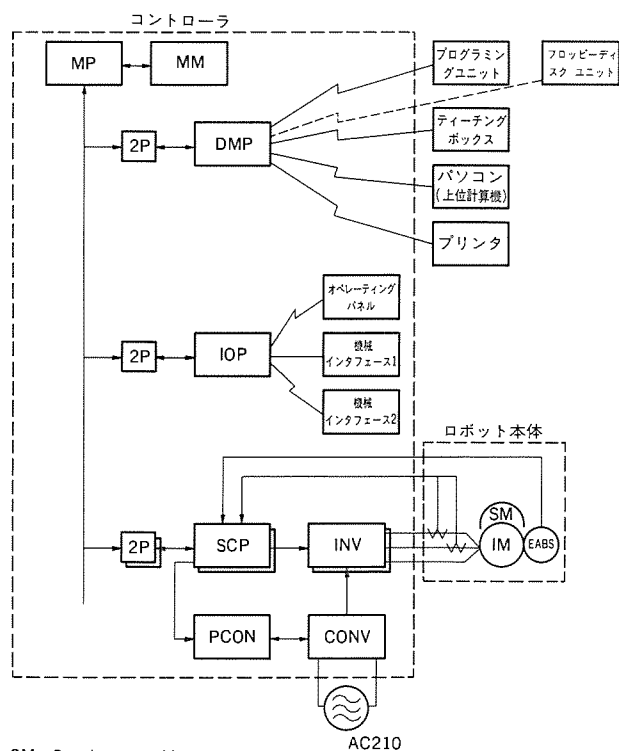 コントローラ
MP
MM
プログラミン
グユニット
フロッピーディ
スク ユニット
2P
DMP
ティーチング
ボックス
パソコン
(上位計算機)
プリンタ
オペレーティング
パネル
2P
IOP
機械
インタフェース1
機械
インタフェース2
ロボット本体
2P
SCP
INV
SM
IM
EABS
PCON
CONV
AC210